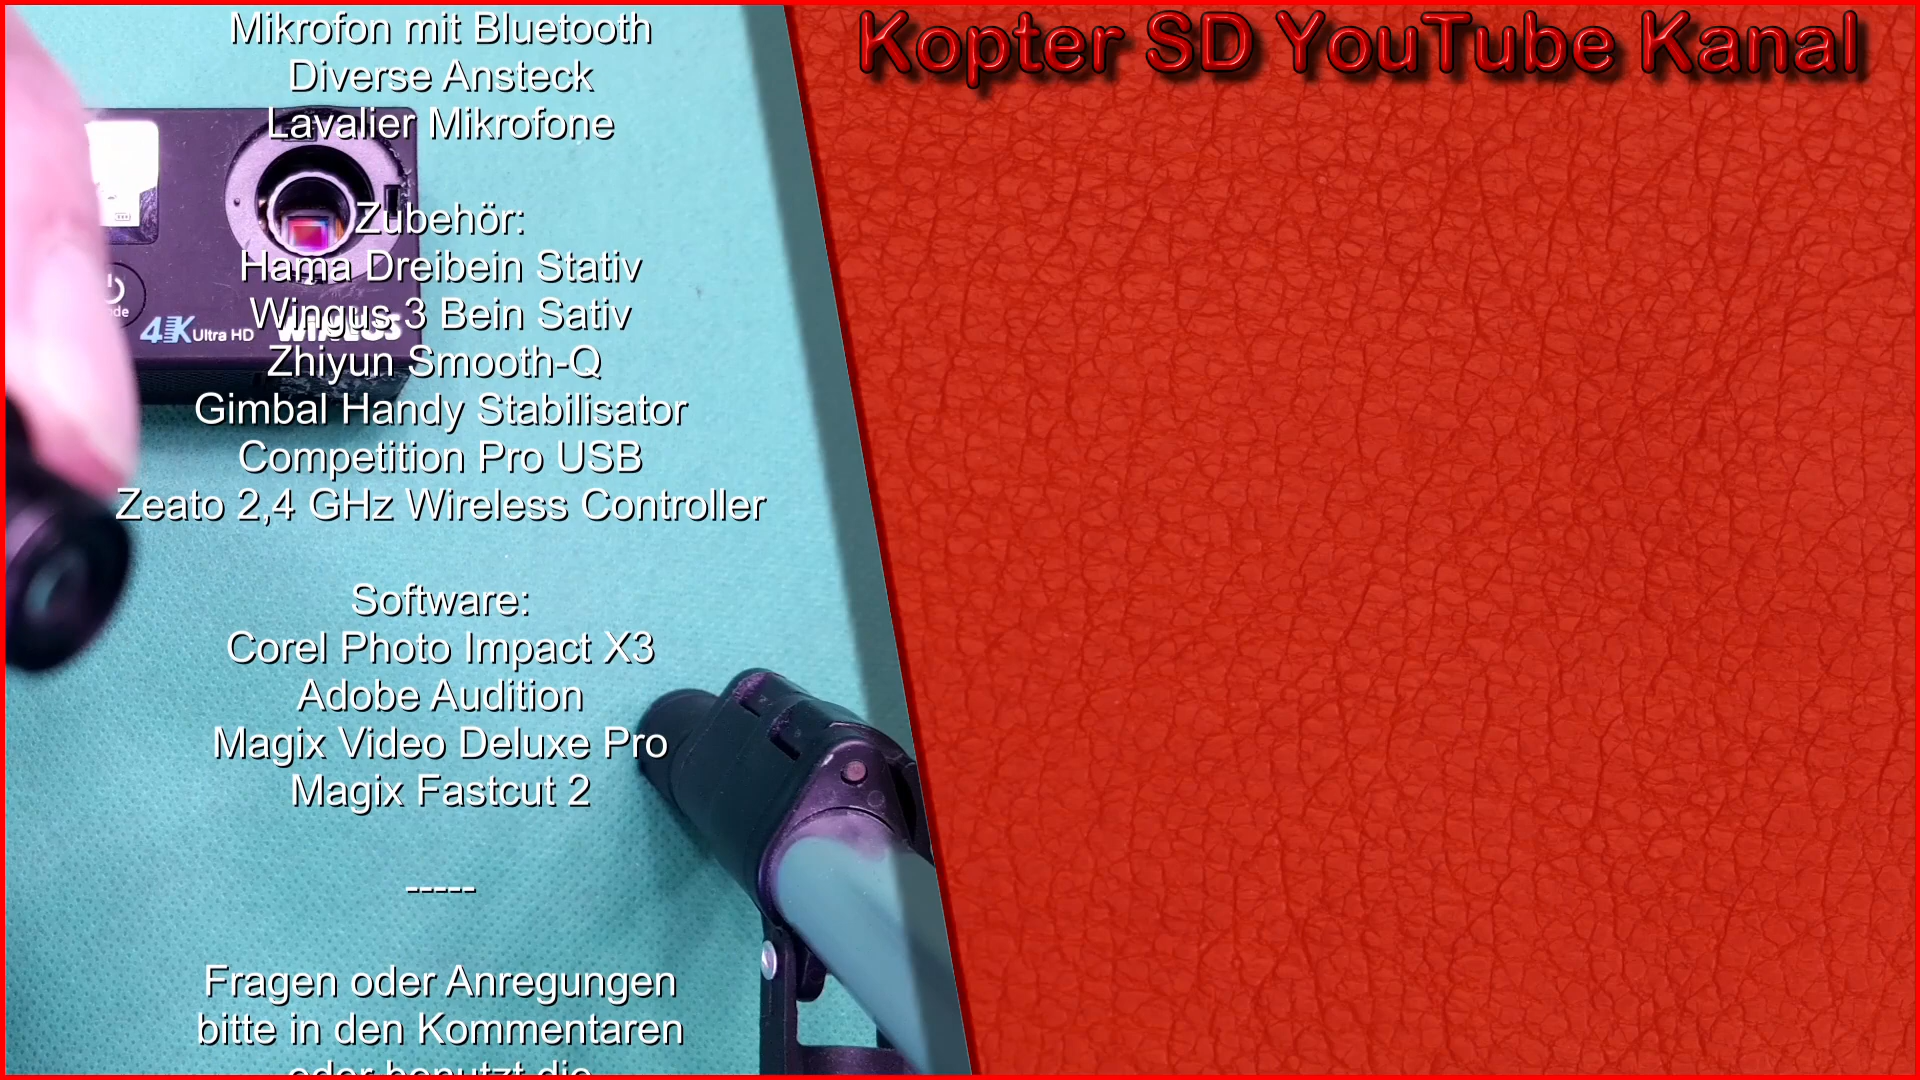 Kopter SD YouTube Kanal
Mikrofon mit Bluetooth
Diverse Ansteck
Lavalier Mikrofone
Zubehör:
Hama Dreibein Stativ
Wingus 3 Bein Sativ
Zhiyun Smooth-Q
Gimbal Handy Stabilisator
Competition Pro USB
Zeato 2,4 GHz Wireless Controller
Software:
Corel Photo Impact X3
Adobe Audition
Magix Video Deluxe Pro
Magix Fastcut 2
-----
Fragen oder Anregungen
bitte in den Kommentaren
oder benutzt die
4K Ultra HD